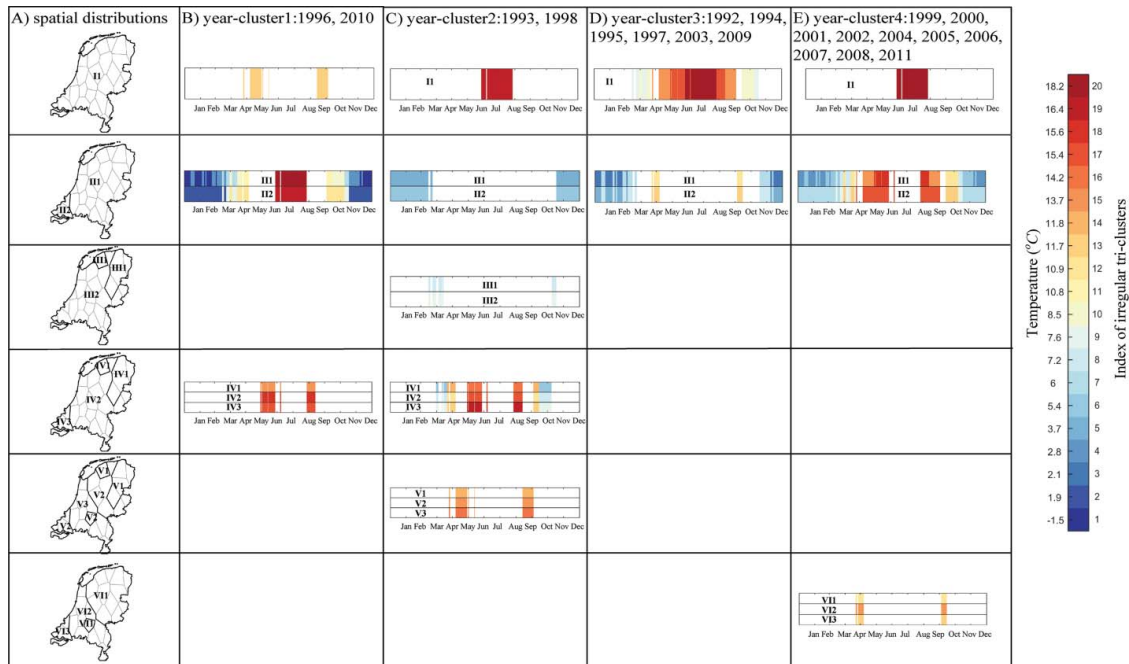 A) spatial distributions
B) year-cluster1:1996, 2010
C) year-cluster2:1993, 1998
D) year-cluster3:1992, 1994,
1995, 1997, 2003, 2009
E) year-cluster4:1999, 2000,
2001, 2002, 2004, 2005, 2006,
2007, 2008, 2011
I1
Jan Feb Mar Apr May Jun Jul Aug Sep Oct Nov Dec
I1
Jan Feb Mar Apr May Jun Jul Aug Sep Oct Nov Dec
I1
Jan Feb Mar Apr May Jun Jul Aug Sep Oct Nov Dec
I1
Jan Feb Mar Apr May Jun Jul Aug Sep Oct Nov Dec
II1
II2
II1
II2
Jan Feb Mar Apr May Jun Jul Aug Sep Oct Nov Dec
II1
II2
Jan Feb Mar Apr May Jun Jul Aug Sep Oct Nov Dec
II1
II2
Jan Feb Mar Apr May Jun Jul Aug Sep Oct Nov Dec
II1
II2
Jan Feb Mar Apr May Jun Jul Aug Sep Oct Nov Dec
III1
III1
III2
III1
III2
Jan Feb Mar Apr May Jun Jul Aug Sep Oct Nov Dec
IV1
IV1
IV2
IV3
IV1
IV2
IV3
Jan Feb Mar Apr May Jun Jul Aug Sep Oct Nov Dec
IV1
IV2
IV3
Jan Feb Mar Apr May Jun Jul Aug Sep Oct Nov Dec
V1
V1
V2
V3
V2
V2
V1
V2
V3
Jan Feb Mar Apr May Jun Jul Aug Sep Oct Nov Dec
VI1
VI2
VI1
VI3
VI1
VI2
VI3
Jan Feb Mar Apr May Jun Jul Aug Sep Oct Nov Dec
Temperature (°C)
Index of irregular tri-clusters
18.2 20
16.4 19
15.6 18
15.4 17
14.2 16
13.7 15
11.7 14
11.7 13
10.9 12
10.8 11
8.5 10
7.6 9
7.2 8
6 7
5.4 6
3.7 5
2.8 4
2.1 3
1.9 2
-1.5 1